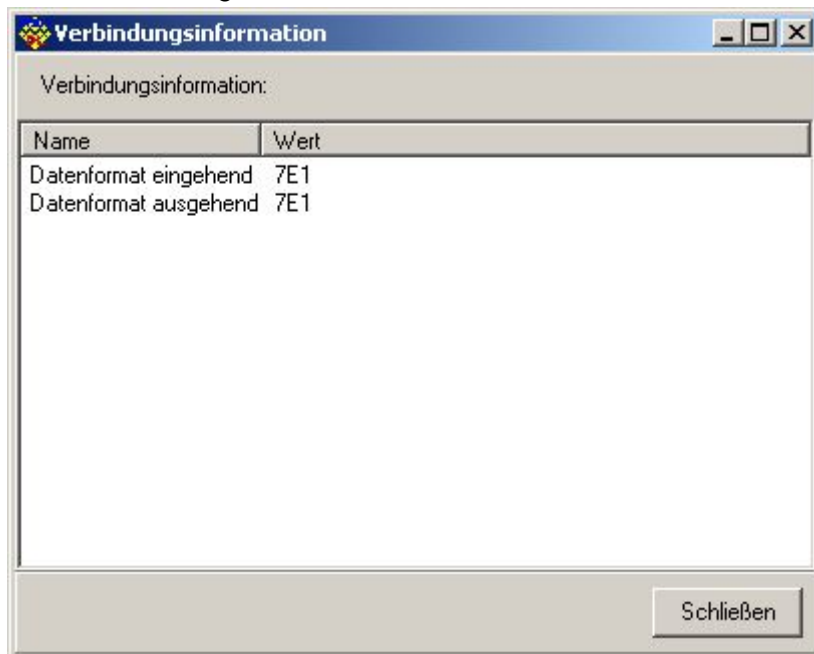 Verbindungsinformation
Verbindungsinformation:
Name Wert
Datenformat eingehend 7E1
Datenformat ausgehend 7E1
Schließen